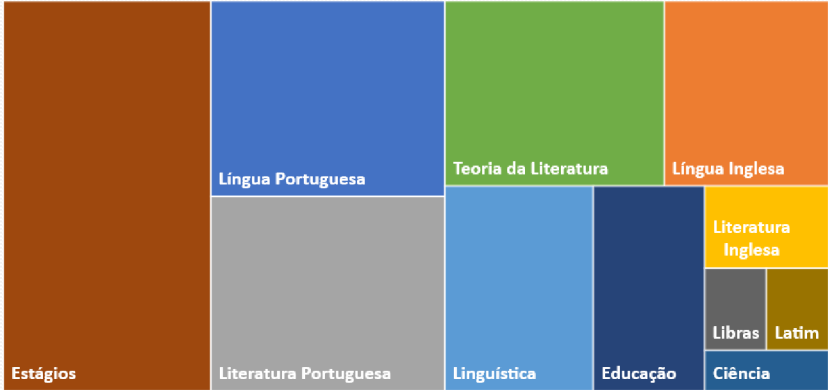 Estágios
Língua Portuguesa
Literatura Portuguesa
Teoria da Literatura
Língua Inglesa
Linguística
Educação
Literatura
Inglesa
Libras
Latim
Ciência